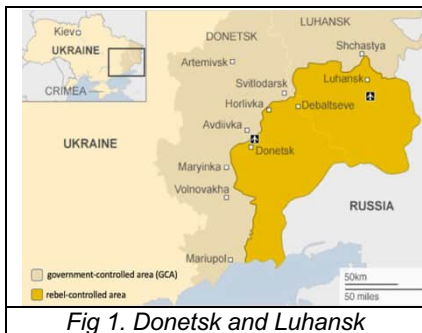 Kievo
UKRAINE
CRIMEA
DONETSK
LUHANSK
Shchastya
Artemivsk
Luhansk
Svitlodarsk
Horlivka
Debaltseve
Avdiivka
Donetsk
UKRAINE
Maryinka
Volnovakha
RUSSIA
Mariupol
government-controlled area (GCA)
rebel-controlled area
50km
50 miles
Fig 1. Donetsk and Luhansk